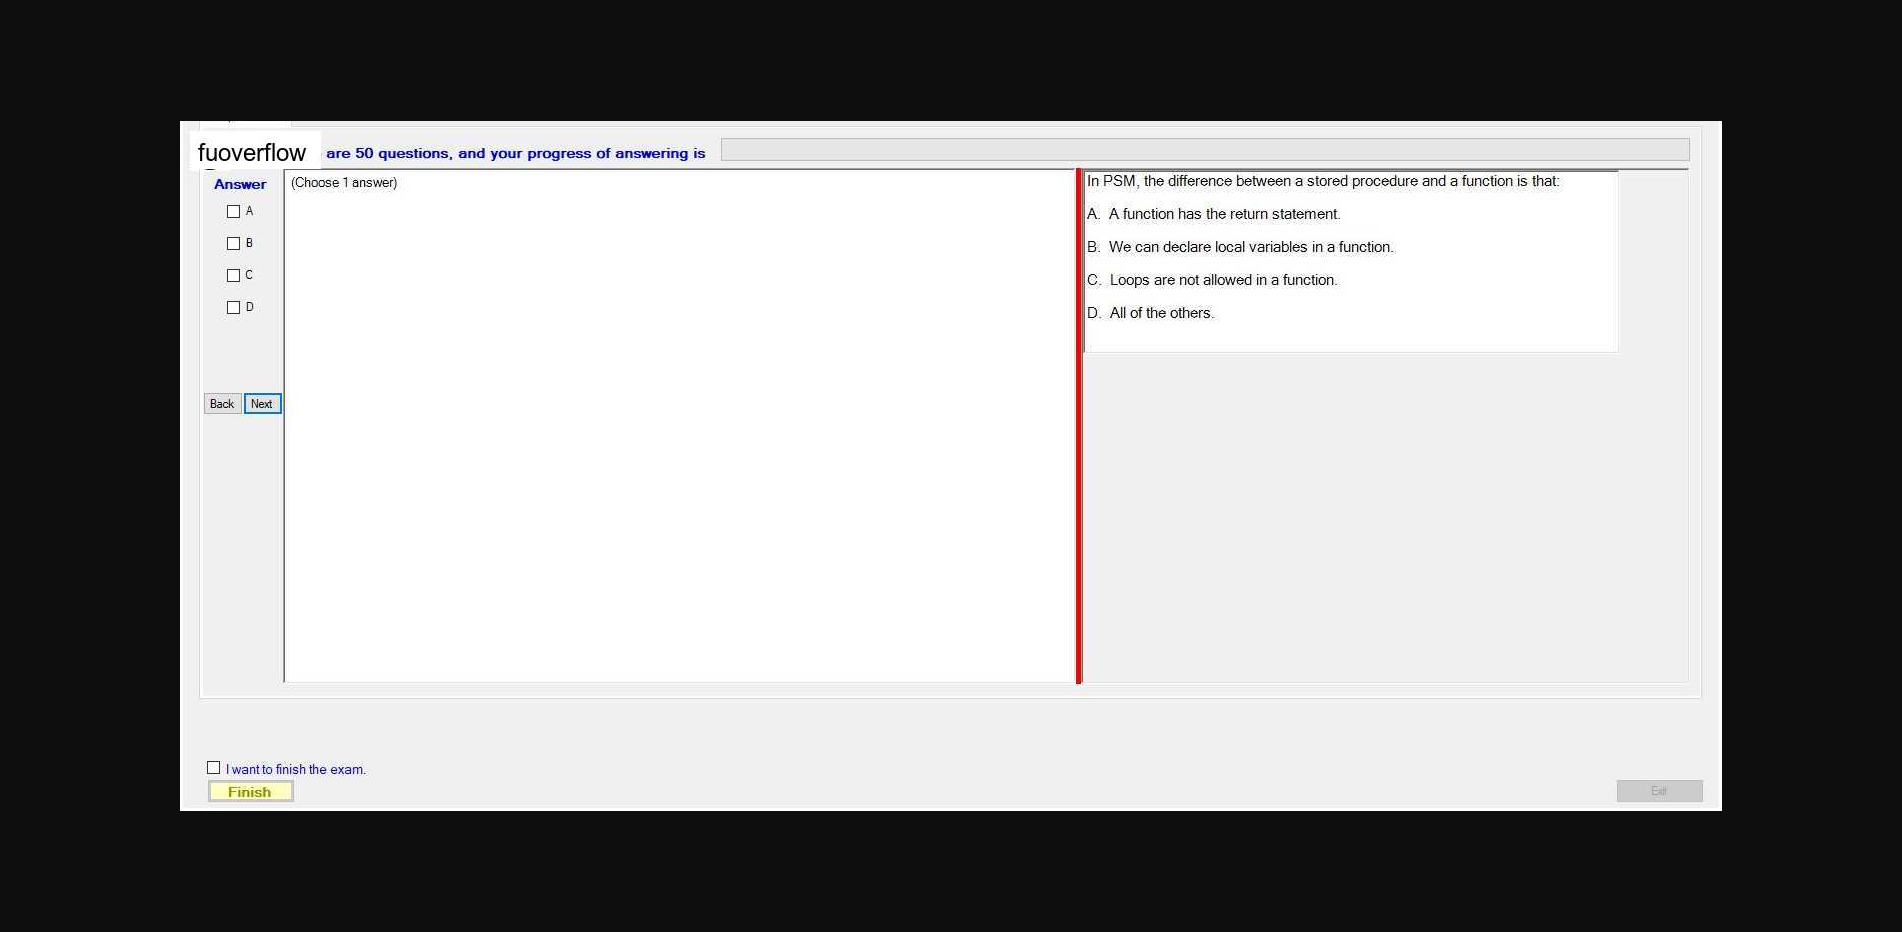 fuoverflow are 50 questions, and your progress of answering is
Answer
(Choose 1 answer)
A
B
C
D
Back Next
In PSM, the difference between a stored procedure and a function is that:
A. A function has the return statement.
B. We can declare local variables in a function.
C. Loops are not allowed in a function.
D. All of the others.
I want to finish the exam.
Finish
Exit